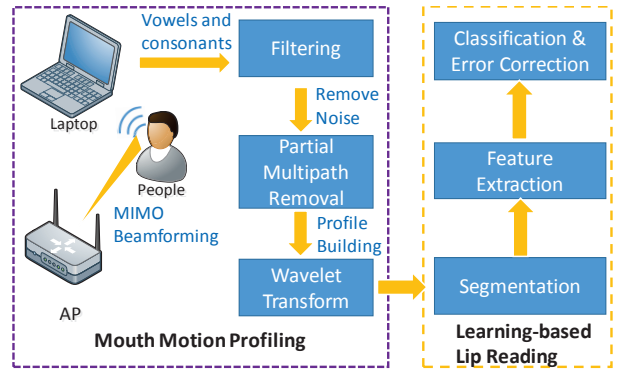 Vowels and
consonants
Filtering
Classification &
Error Correction
Laptop
Remove
Noise
People
Partial
Multipath
Removal
Feature
Extraction
MIMO
Beamforming
Profile
Building
AP
Wavelet
Transform
Segmentation
Mouth Motion Profiling
Learning-based
Lip Reading